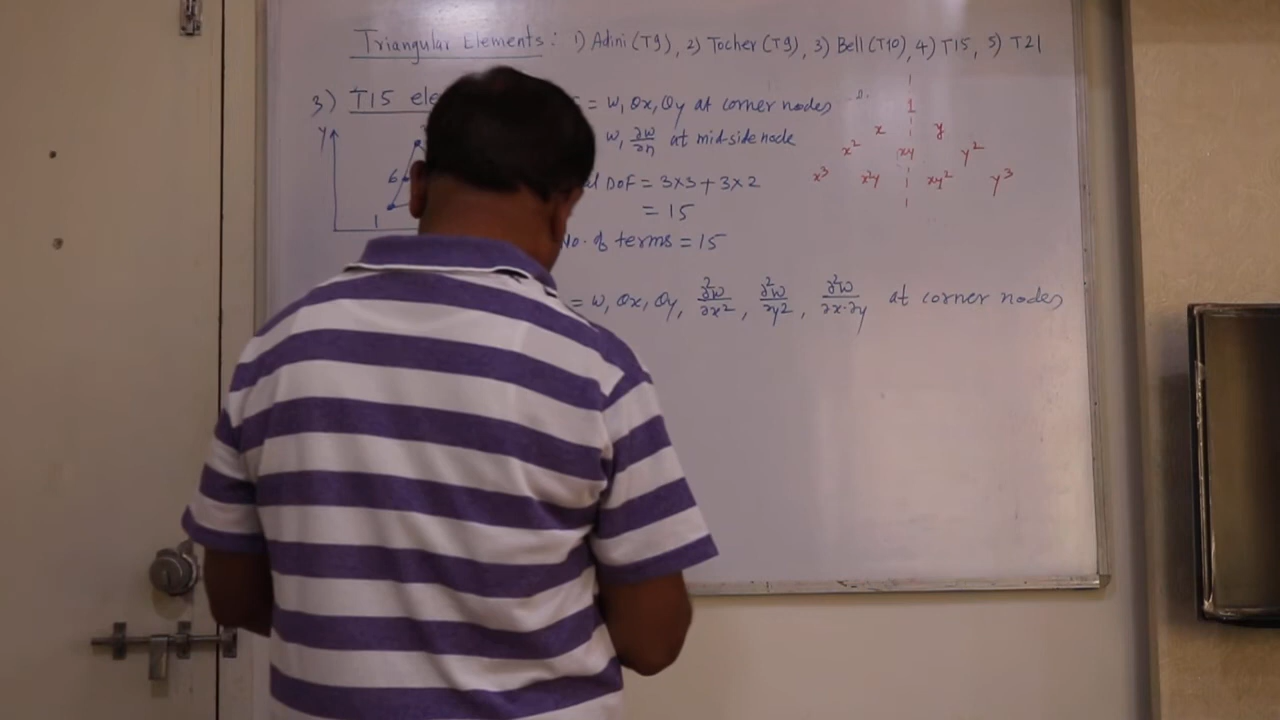 Triangular Elements: 1) Adini (T9), 2) Tocher (T9), 3) Bell (T10), 4) T15, 5) T21
3) T15
= w, θx, θy at corner nodes
w, ∂w/∂n at mid-side node
DoF = 3×3 + 3×2
= 15
No. of terms = 15
= w, θx, θy, ∂²w/∂x², ∂²w/∂y2, ∂²w/∂x·∂y at corner nodes
y
6
1
1
x y
x² xy y²
x³ x²y xy² y³